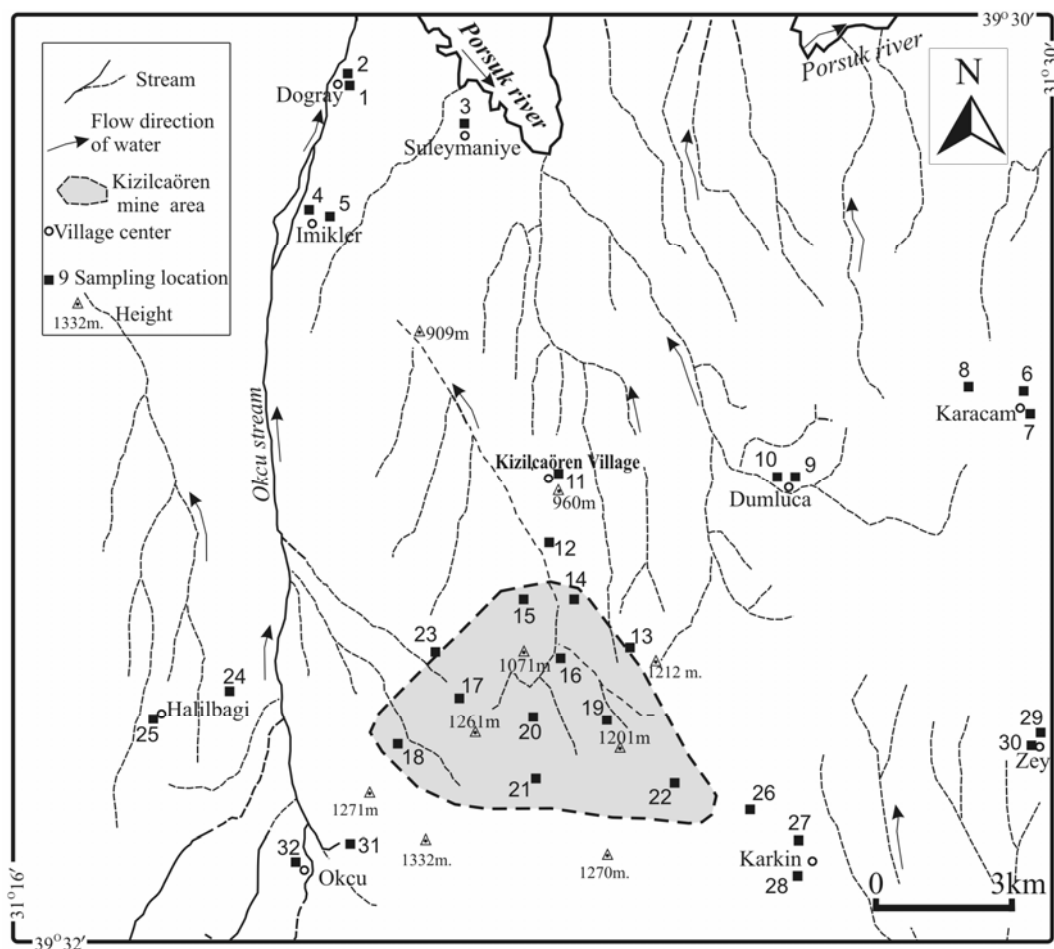 39° 30′
31° 30′
Stream
Flow direction
of water
Kizilcaören
mine area
Village center
9 Sampling location
1332m.
Height
N
Porsuk river
Porsuk river
2
Dogray
1
3
Suleymaniye
4
5
Imikler
909m
8
6
Karacam
7
Okcu stream
Kizilcaören Village
11
960m
10
9
Dumluca
12
15
14
23
13
1071m
16
1212 m.
24
Halilbagi
25
17
1261m
20
19
1201m
18
21
22
29
30
Zey
1271m
26
27
31
1332m.
1270m.
32
Okçu
Karkin
28
0
3km
31° 16′
39° 32′